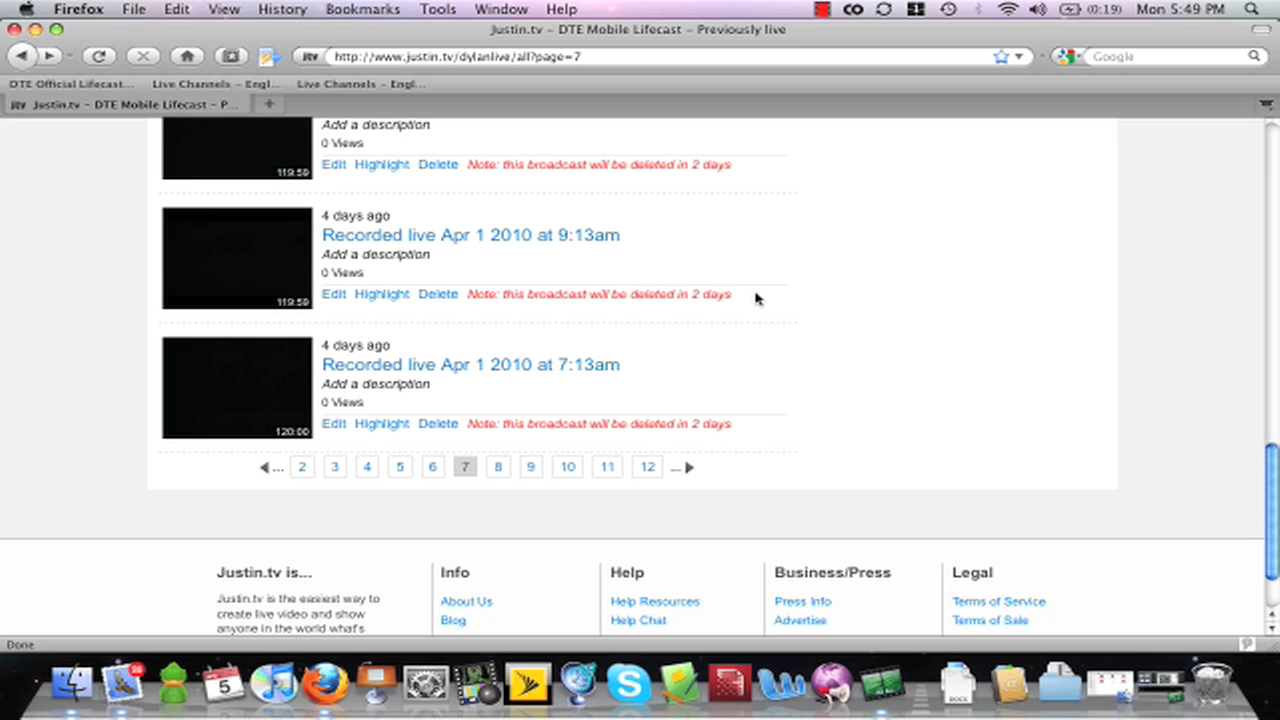 Firefox File Edit View History Bookmarks Tools Window Help (0:19) Mon 5:49 PM
Justin.tv – DTE Mobile Lifecast – Previously live
http://www.justin.tv/dylanlive/all?page=7 Google
DTE Official Lifecast... Live Channels – Engl... Live Channels – Engl...
Justin.tv – DTE Mobile Lifecast – P...
Add a description
0 Views
119:59 Edit Highlight Delete Note: this broadcast will be deleted in 2 days
4 days ago
Recorded live Apr 1 2010 at 9:13am
Add a description
0 Views
119:59 Edit Highlight Delete Note: this broadcast will be deleted in 2 days
4 days ago
Recorded live Apr 1 2010 at 7:13am
Add a description
0 Views
120:00 Edit Highlight Delete Note: this broadcast will be deleted in 2 days
... 2 3 4 5 6 7 8 9 10 11 12 ...
Justin.tv is... Info Help Business/Press Legal
Justin.tv is the easiest way to
create live video and show
anyone in the world what's
About Us Help Resources Press Info Terms of Service
Blog Help Chat Advertise Terms of Sale
Done
5